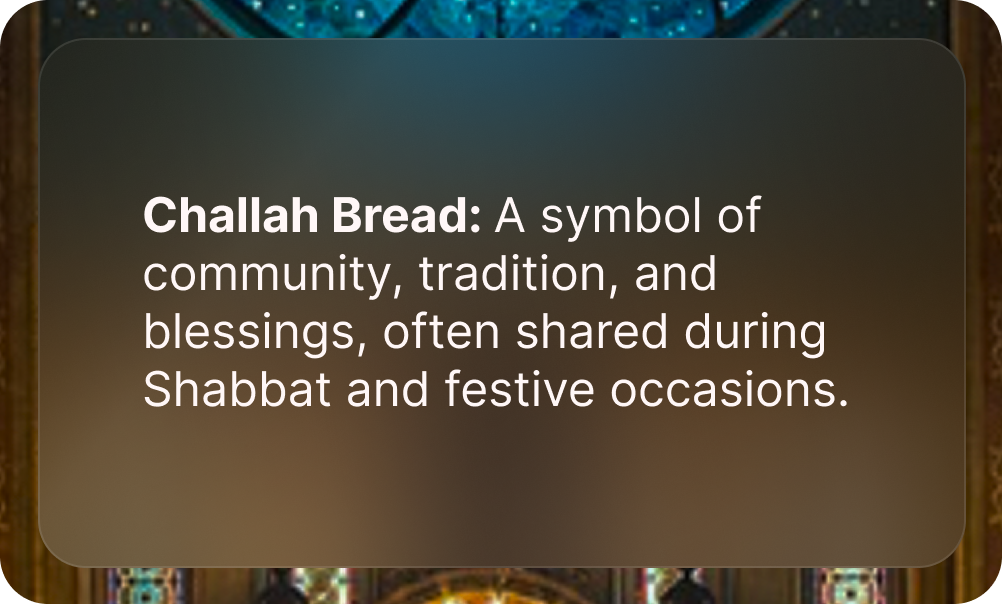 Challah Bread: A symbol of
community, tradition, and
blessings, often shared during
Shabbat and festive occasions.